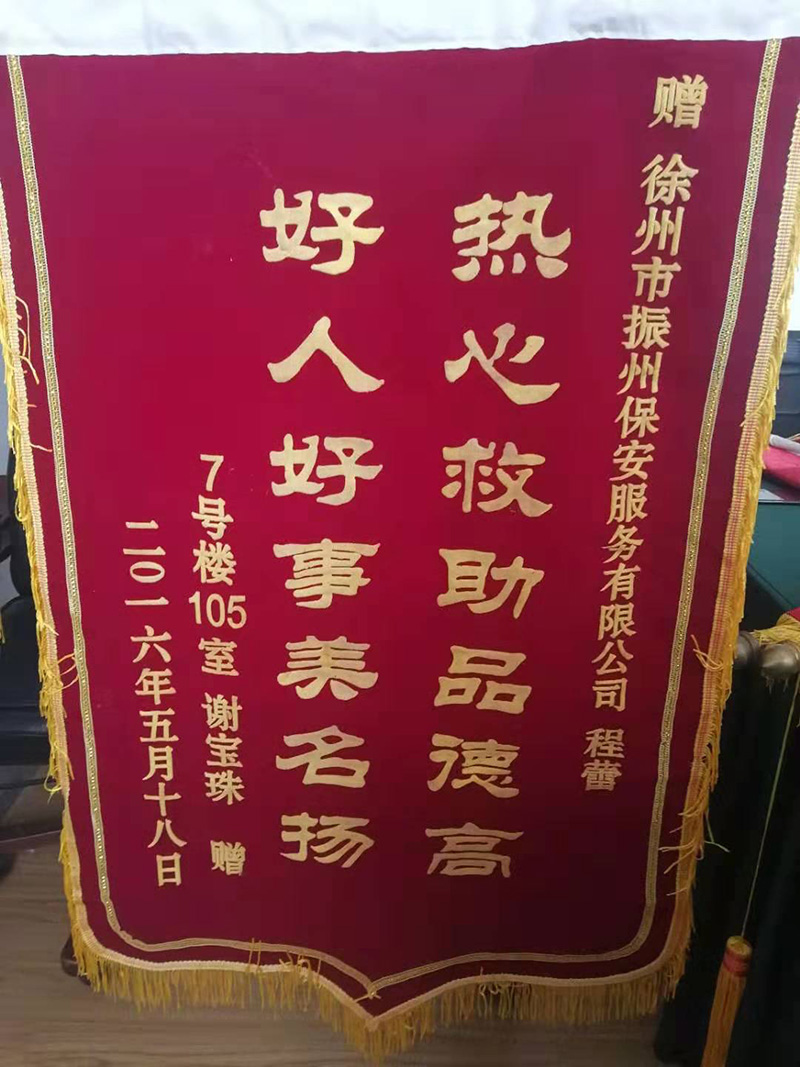 赠 徐州市振州保安服务有限公司 程蕾
热心救助品德高
好人好事美名扬
7号楼105室 谢宝珠 赠
二〇一六年五月十八日